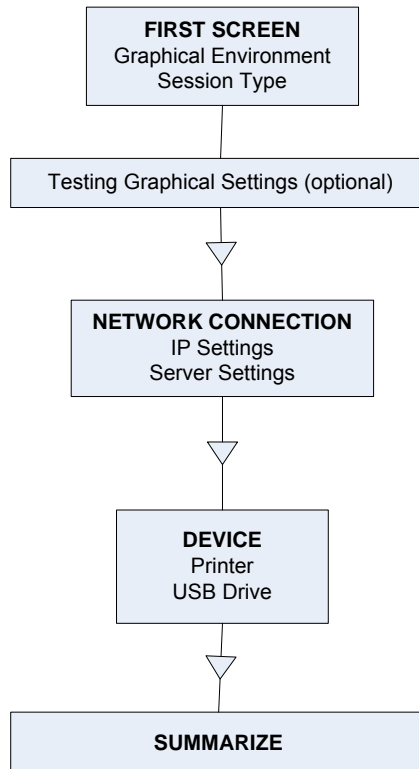 FIRST SCREEN
Graphical Environment
Session Type
Testing Graphical Settings (optional)
NETWORK CONNECTION
IP Settings
Server Settings
DEVICE
Printer
USB Drive
SUMMARIZE